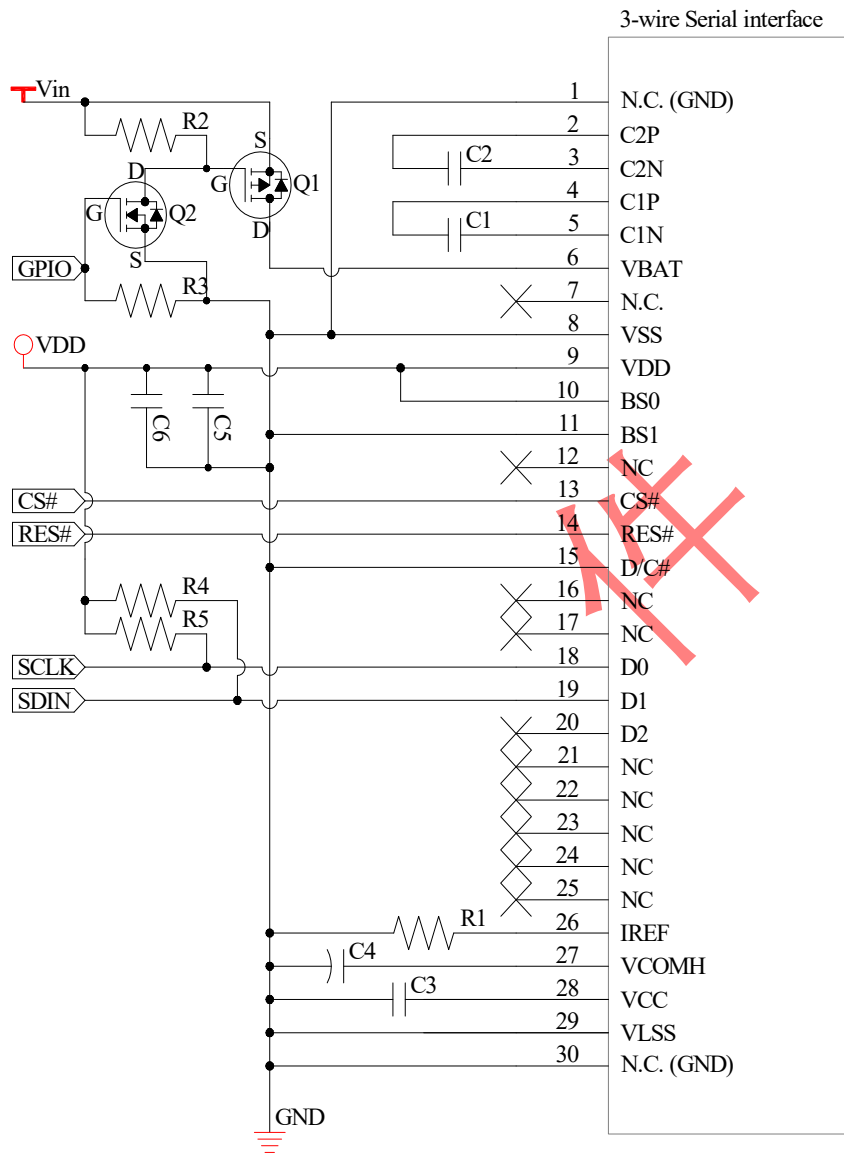 3-wire Serial interface
Vin
R2
S
D
G
Q1
G
Q2
D
S
GPIO
R3
VDD
C6
C5
CS#
RES#
R4
R5
SCLK
SDIN
C2
C1
R1
C4
C3
GND
1 N.C. (GND)
2 C2P
3 C2N
4 C1P
5 C1N
6 VBAT
7 N.C.
8 VSS
9 VDD
10 BS0
11 BS1
12 NC
13 CS#
14 RES#
15 D/C#
16 NC
17 NC
18 D0
19 D1
20 D2
21 NC
22 NC
23 NC
24 NC
25 NC
26 IREF
27 VCOMH
28 VCC
29 VLSS
30 N.C. (GND)
件